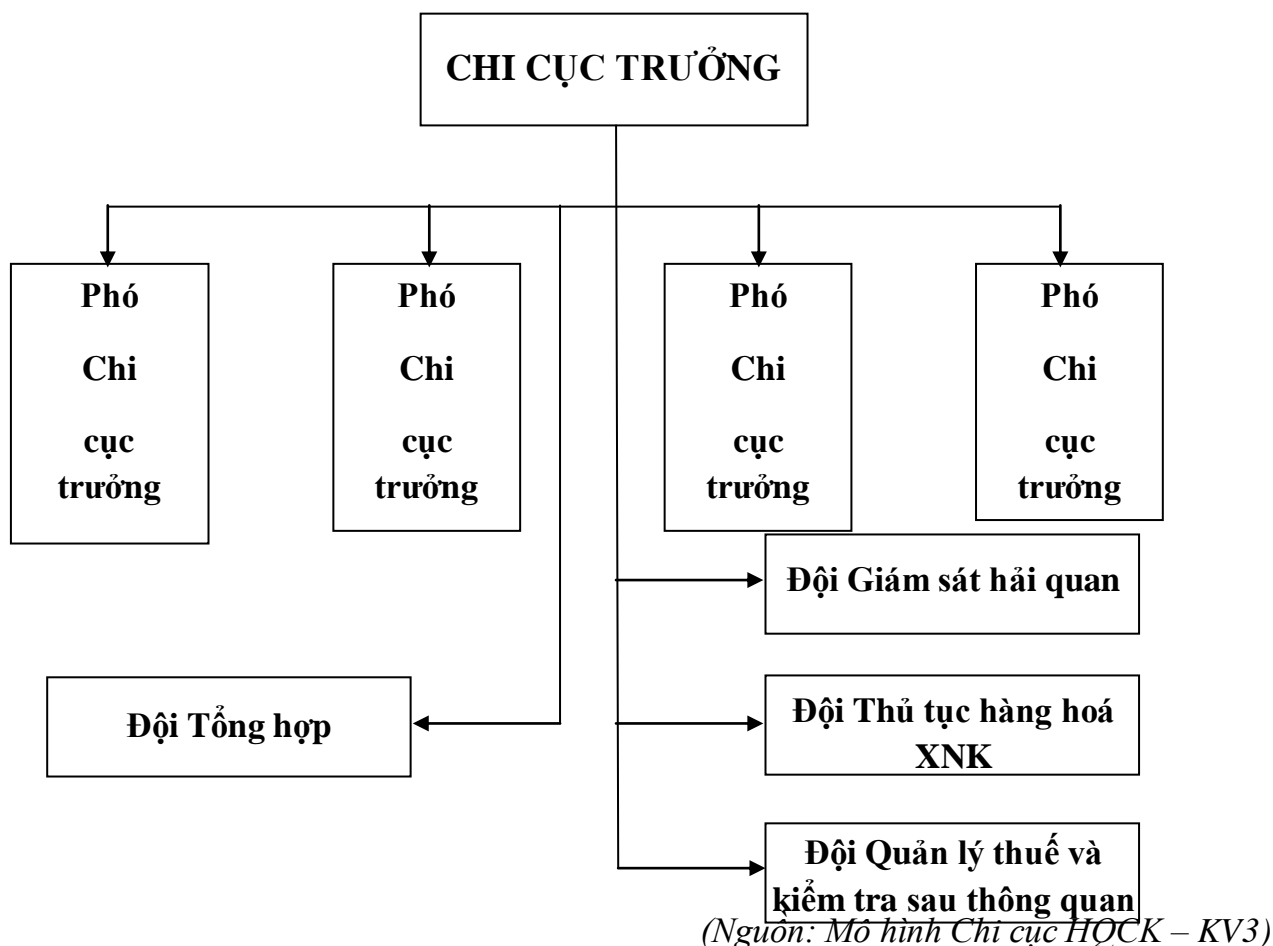 CHI CỤC TRƯỞNG
Phó
Chi
cục
trưởng
Phó
Chi
cục
trưởng
Phó
Chi
cục
trưởng
Phó
Chi
cục
trưởng
Đội Giám sát hải quan
Đội Tổng hợp
Đội Thủ tục hàng hoá
XNK
Đội Quản lý thuế và
kiểm tra sau thông quan
(Nguồn: Mô hình Chi cục HQCK – KV3)